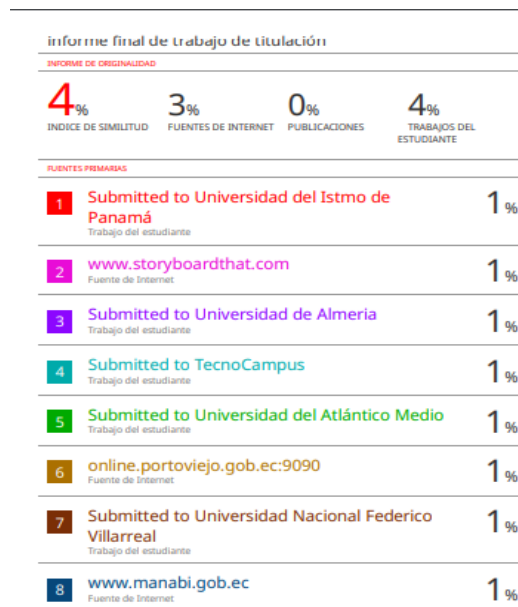 informe final de trabajo de titulación
INFORME DE ORIGINALIDAD
4%
3%
0%
4%
INDICE DE SIMILITUD
FUENTES DE INTERNET
PUBLICACIONES
TRABAJOS DEL
ESTUDIANTE
FUENTES PRIMARIAS
1
Submitted to Universidad del Istmo de
Panamá
Trabajo del estudiante
1%
2
www.storyboardthat.com
Fuente de Internet
1%
3
Submitted to Universidad de Almeria
Trabajo del estudiante
1%
4
Submitted to TecnoCampus
Trabajo del estudiante
1%
5
Submitted to Universidad del Atlántico Medio
Trabajo del estudiante
1%
6
online.portoviejo.gob.ec:9090
Fuente de Internet
1%
7
Submitted to Universidad Nacional Federico
Villarreal
Trabajo del estudiante
1%
8
www.manabi.gob.ec
Fuente de Internet
1%